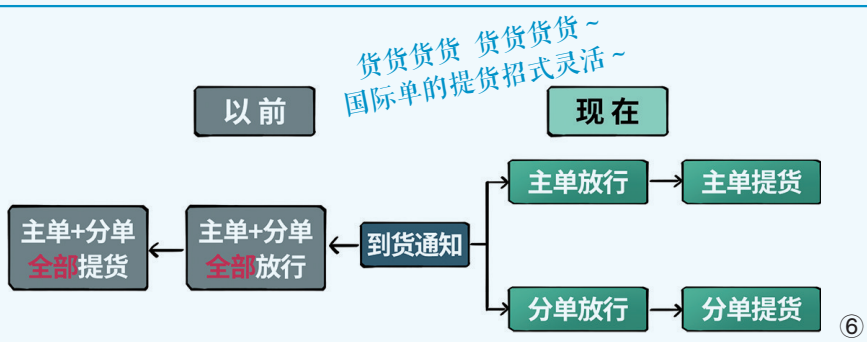 货货货货 货货货货~
国际单的提货招式灵活~
以前
现在
主单+分单
全部提货
主单+分单
全部放行
到货通知
主单放行
主单提货
分单放行
分单提货
⑥